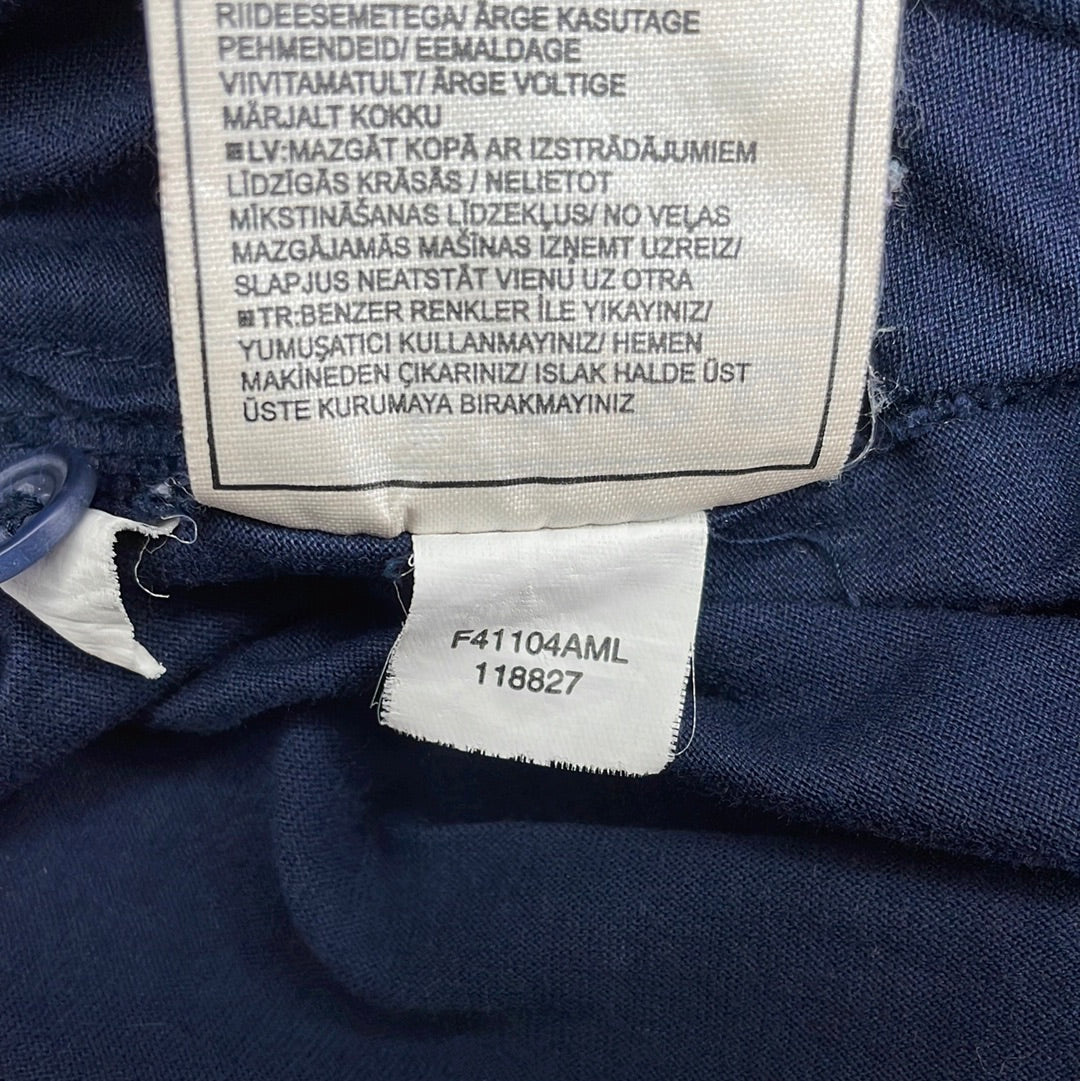 RIIDEESEMETEGA/ ÄRGE KASUTAGE
PEHMENDEID/ EEMALDAGE
VIIVITAMATULT/ ÄRGE VOLTIGE
MÄRJALT KOKKU
■LV:MAZGĀT KOPĀ AR IZSTRĀDĀJUMIEM
LĪDZĪGĀS KRĀSĀS / NELIETOT
MĪKSTINĀŠANAS LĪDZEKĻUS/ NO VEĻAS
MAZGĀJAMĀS MAŠĪNAS IZŅEMT UZREIZ/
SLAPJUS NEATSTĀT VIENU UZ OTRA
■TR:BENZER RENKLER İLE YIKAYINIZ/
YUMUŞATICI KULLANMAYINIZ/ HEMEN
MAKİNEDEN ÇIKARINIZ/ ISLAK HALDE ÜST
ÜSTE KURUMAYA BIRAKMAYINIZ
F41104AML
118827